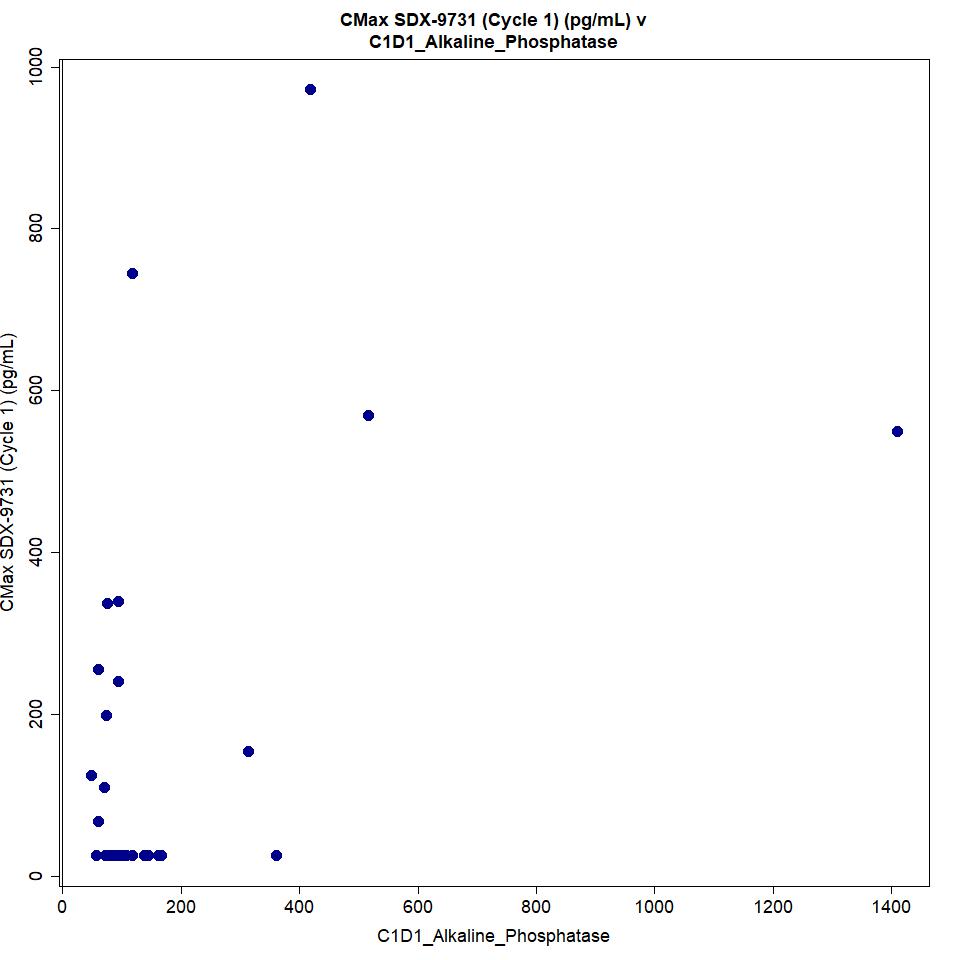 CMax SDX-9731 (Cycle 1) (pg/mL) v
C1D1_Alkaline_Phosphatase
CMax SDX-9731 (Cycle 1) (pg/mL)
1000
800
600
400
200
0
0 200 400 600 800 1000 1200 1400
C1D1_Alkaline_Phosphatase